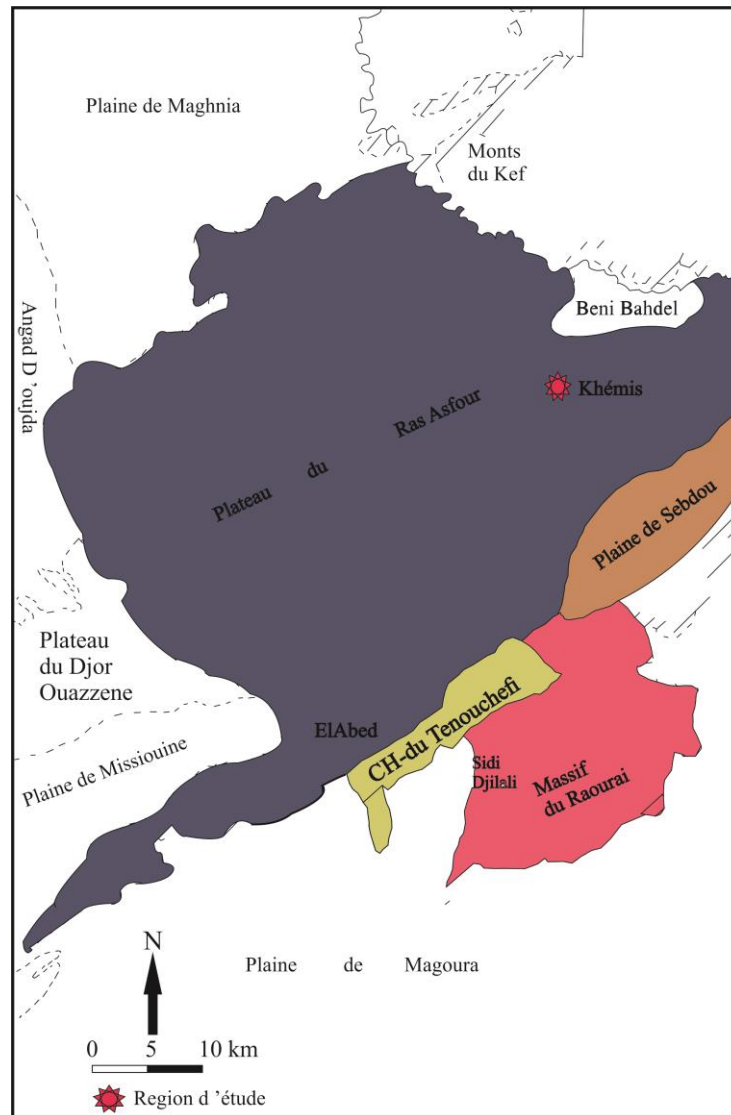 Plaine de Maghnia
Monts
du Kef
Beni Bahdel
Angad D 'oujda
Khémis
Plateau du Ras Asfour
Plaine de Sebdou
Plateau
du Djor
Ouazzene
CH-du Tenouchefi
ElAbed
Plaine de Missiouine
Sidi
Djilali
Massif
du Raourai
N
Plaine de Magoura
0 5 10 km
Region d 'étude